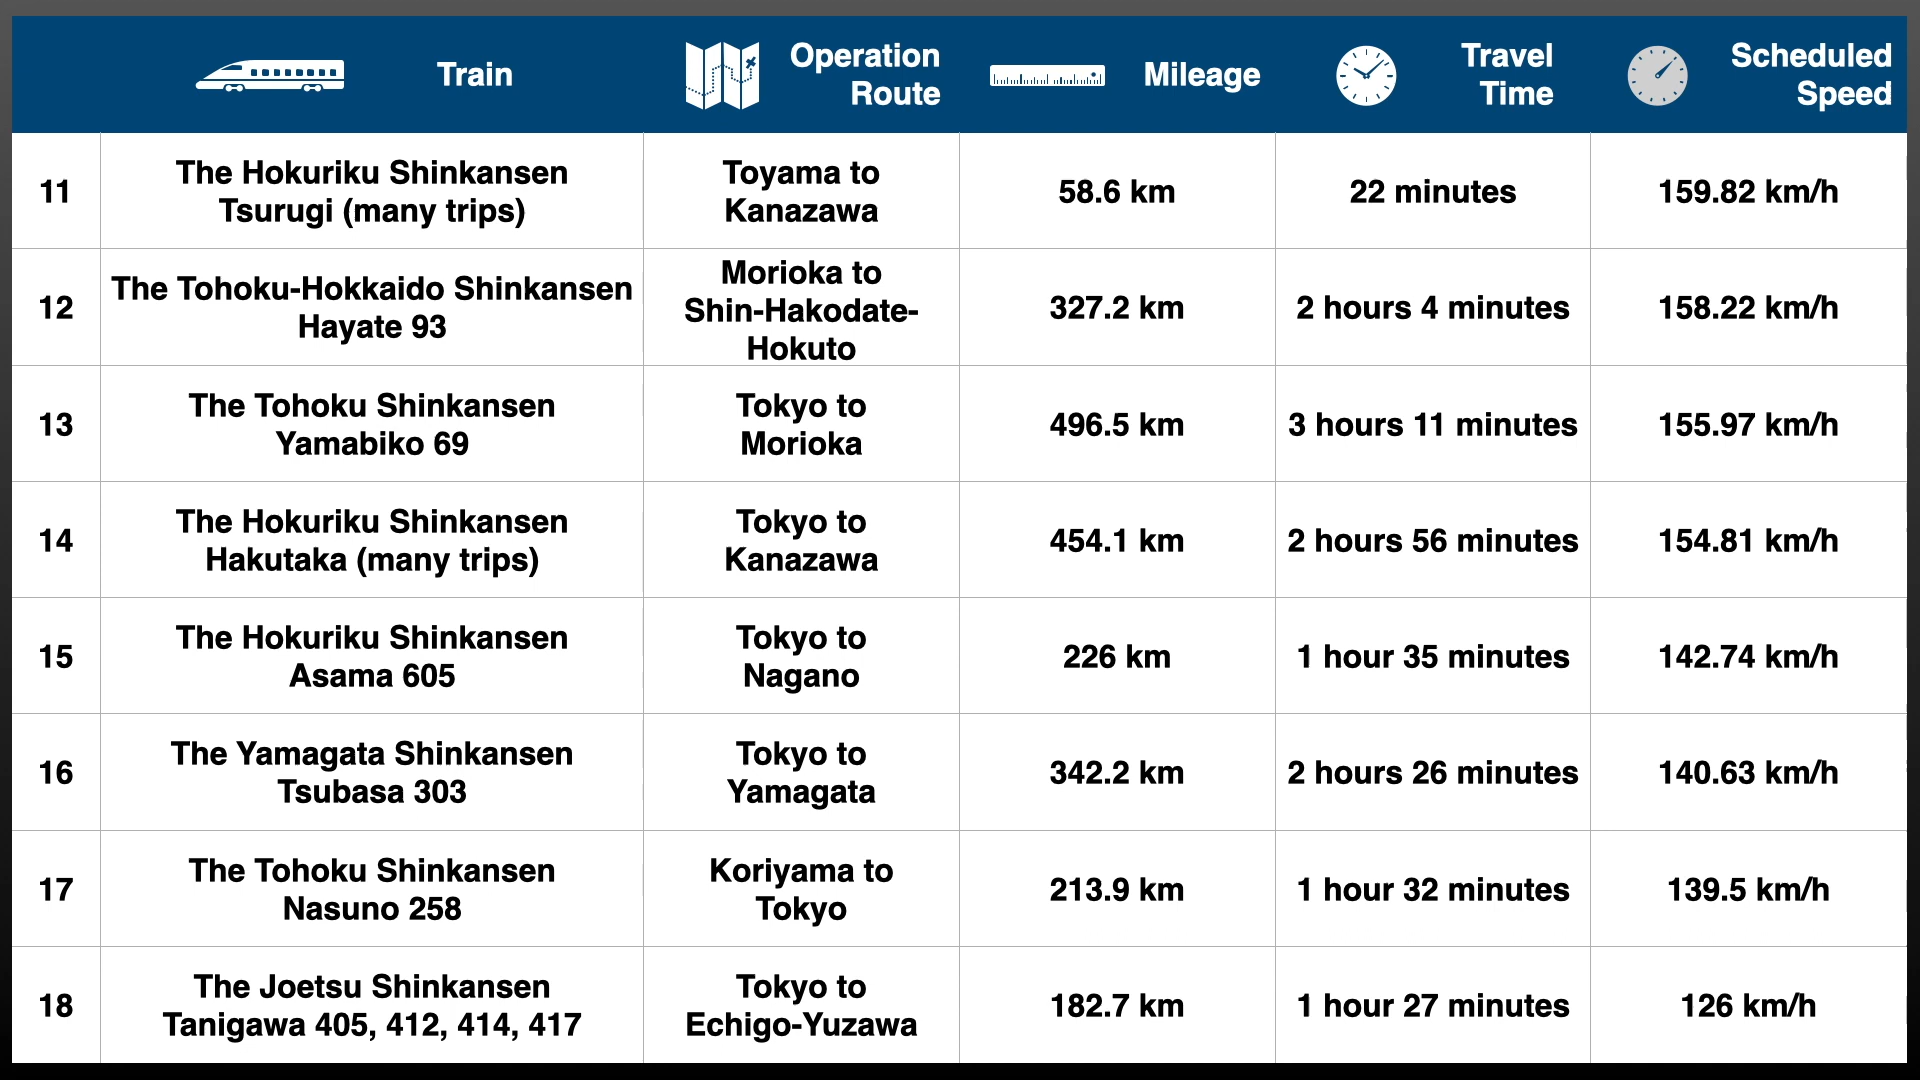 Train
Operation
Route
Mileage
Travel
Time
Scheduled
Speed
11
The Hokuriku Shinkansen
Tsurugi (many trips)
Toyama to
Kanazawa
58.6 km
22 minutes
159.82 km/h
12
The Tohoku-Hokkaido Shinkansen
Hayate 93
Morioka to
Shin-Hakodate-
Hokuto
327.2 km
2 hours 4 minutes
158.22 km/h
13
The Tohoku Shinkansen
Yamabiko 69
Tokyo to
Morioka
496.5 km
3 hours 11 minutes
155.97 km/h
14
The Hokuriku Shinkansen
Hakutaka (many trips)
Tokyo to
Kanazawa
454.1 km
2 hours 56 minutes
154.81 km/h
15
The Hokuriku Shinkansen
Asama 605
Tokyo to
Nagano
226 km
1 hour 35 minutes
142.74 km/h
16
The Yamagata Shinkansen
Tsubasa 303
Tokyo to
Yamagata
342.2 km
2 hours 26 minutes
140.63 km/h
17
The Tohoku Shinkansen
Nasuno 258
Koriyama to
Tokyo
213.9 km
1 hour 32 minutes
139.5 km/h
18
The Joetsu Shinkansen
Tanigawa 405, 412, 414, 417
Tokyo to
Echigo-Yuzawa
182.7 km
1 hour 27 minutes
126 km/h